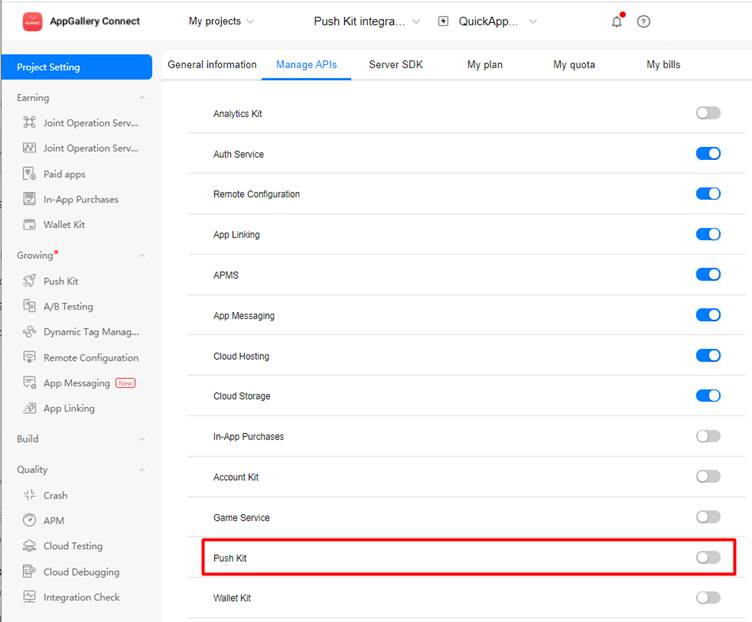 AppGallery Connect
My projects
Push Kit integra...
QuickApp...
Project Setting
Earning
Joint Operation Serv...
Joint Operation Serv...
Paid apps
In-App Purchases
Wallet Kit
Growing
Push Kit
A/B Testing
Dynamic Tag Manag...
Remote Configuration
App Messaging New
App Linking
Build
Quality
Crash
APM
Cloud Testing
Cloud Debugging
Integration Check
General information
Manage APIs
Server SDK
My plan
My quota
My bills
Analytics Kit
Auth Service
Remote Configuration
App Linking
APMS
App Messaging
Cloud Hosting
Cloud Storage
In-App Purchases
Account Kit
Game Service
Push Kit
Wallet Kit